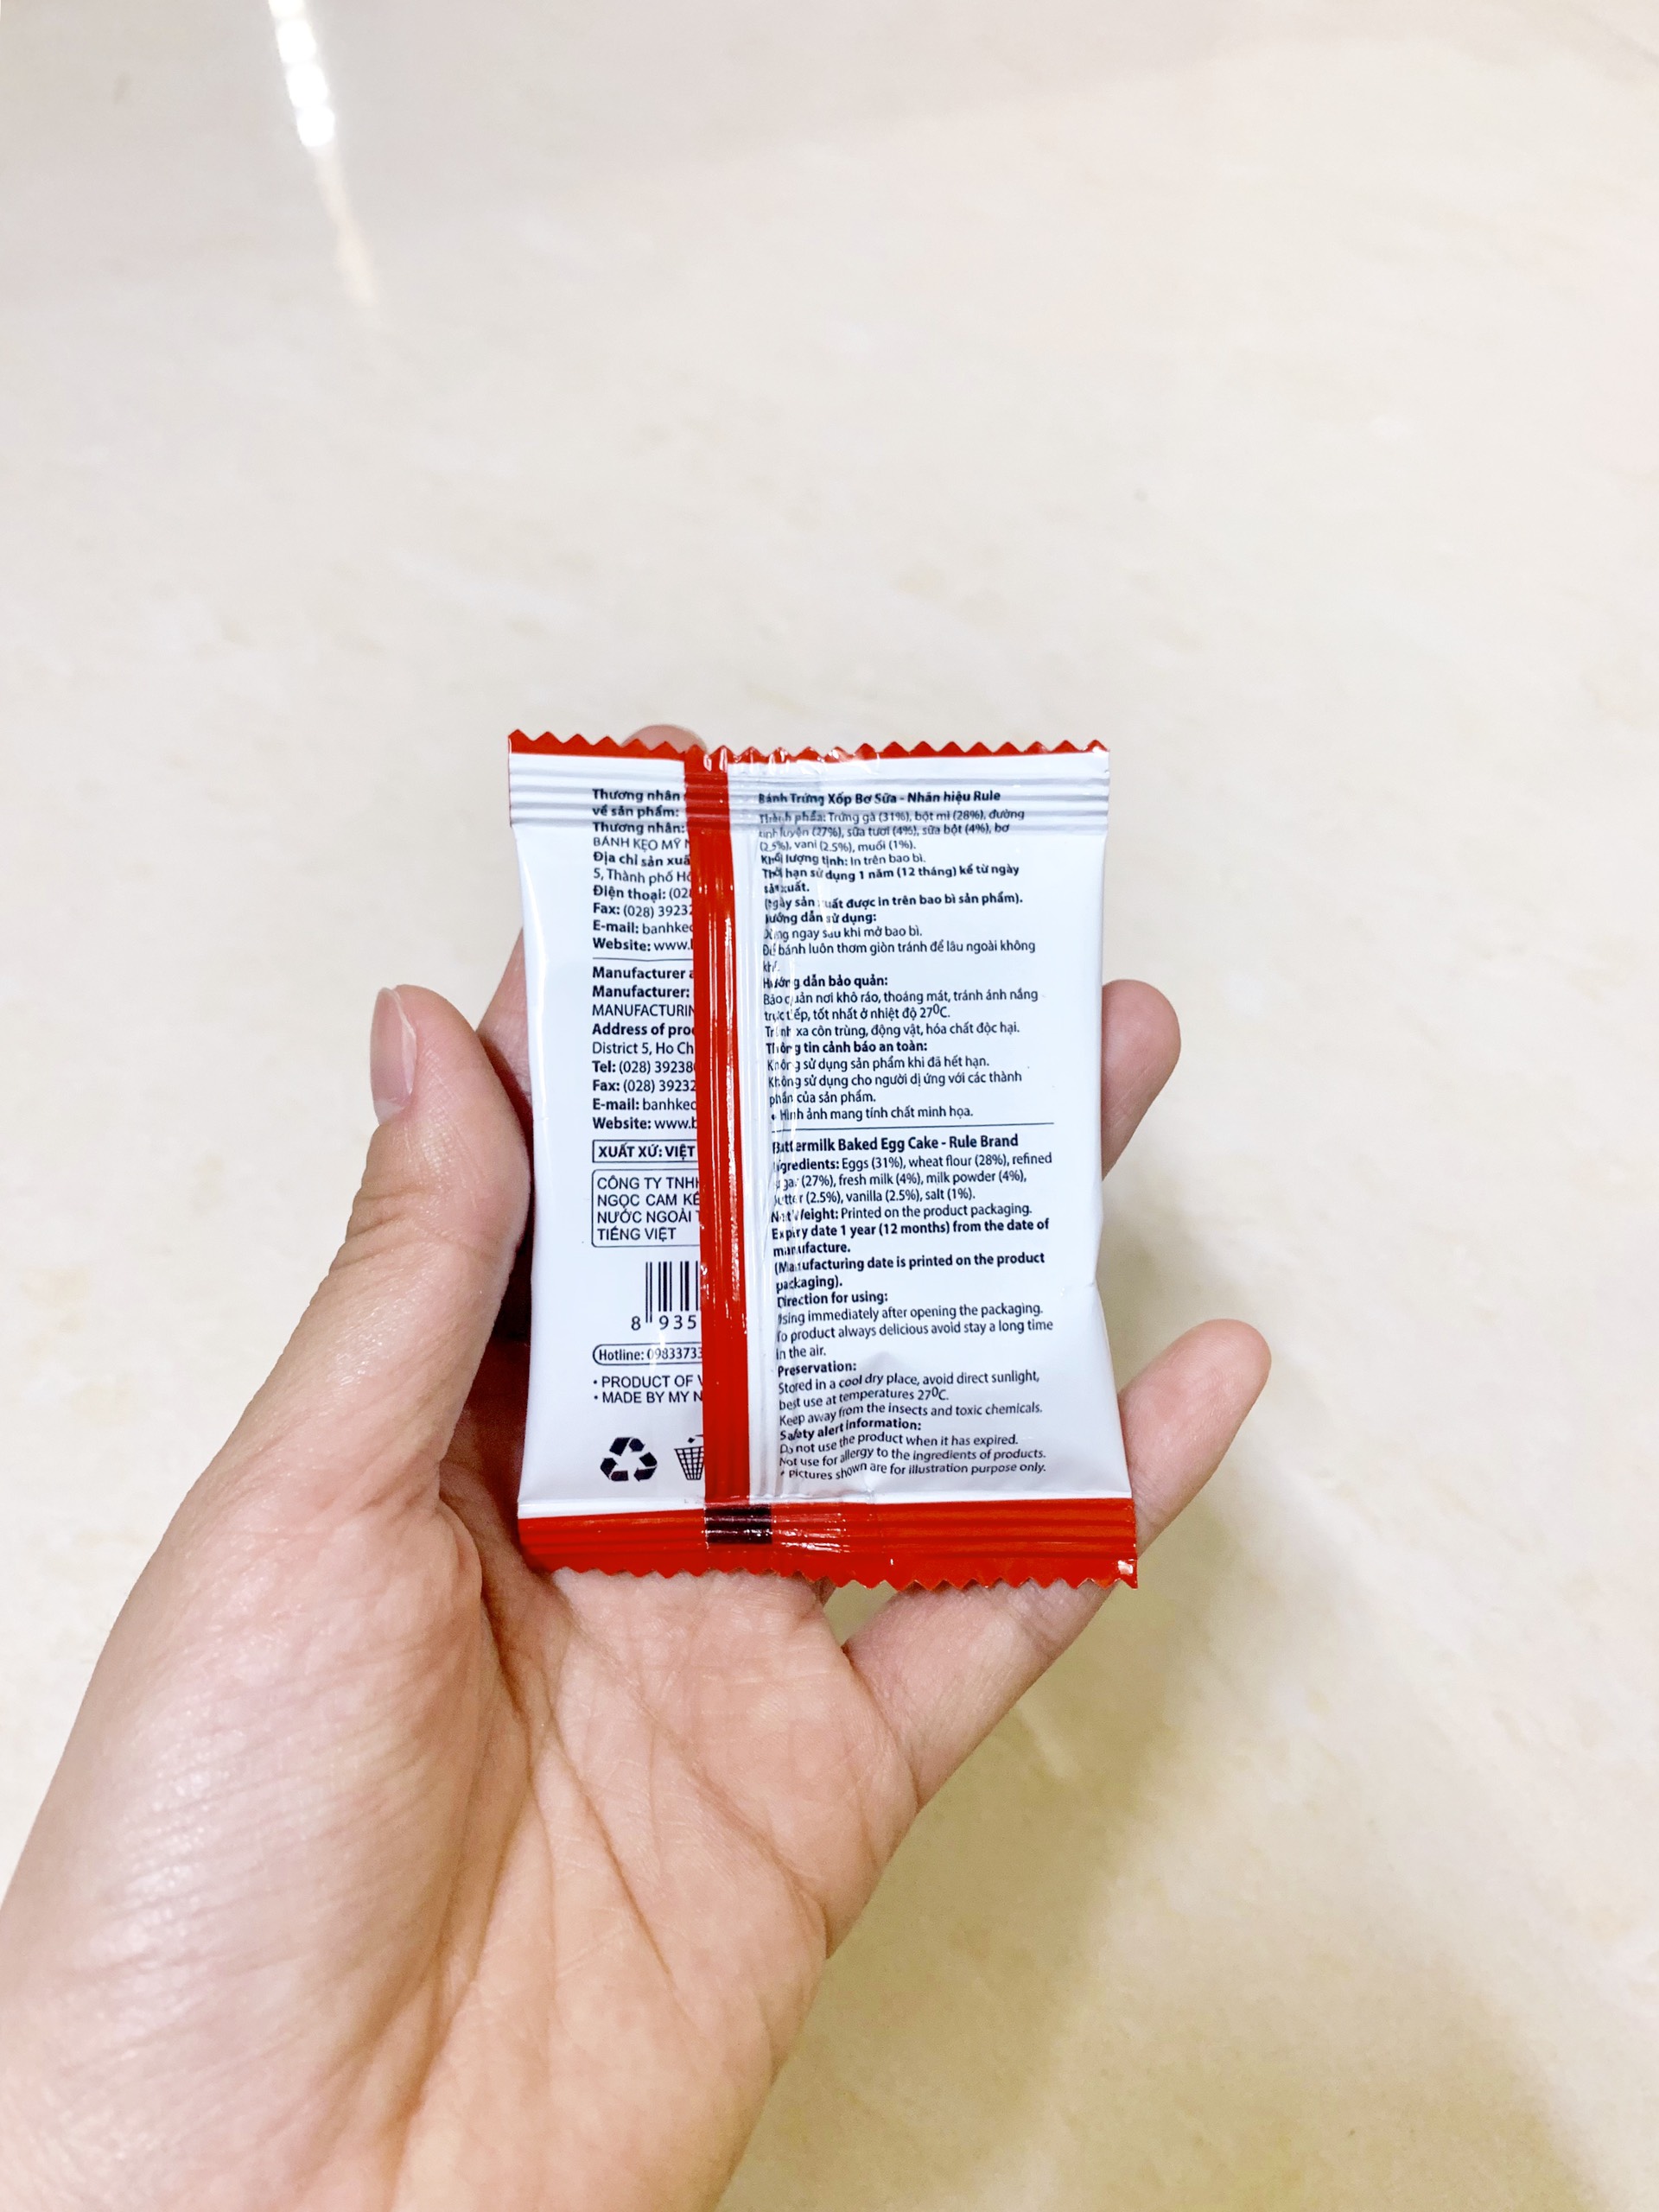 Thương nhân
về sản phẩm:
Thương nhân:
BÁNH KẸO MỸ
Địa chỉ sản xuấ
5, Thành phố Hồ
Điện thoại: (02
Fax: (028) 3923
E-mail: banhkeo
Website: www.
Manufacturer
Manufacturer:
MANUFACTURIN
Address of pro
District 5, Ho Ch
Tel: (028) 39238
Fax: (028) 39232
E-mail: banhkeo
Website: www.b
XUẤT XỨ: VIỆT
CÔNG TY TNHH
NGỌC CAM KẾ
NƯỚC NGOÀI
TIẾNG VIỆT
8 935
Hotline: 0983373
• PRODUCT OF V
• MADE BY MY N
Bánh Trứng Xốp Bơ Sữa - Nhãn hiệu Rule
Thành phần: Trứng gà (31%), bột mì (28%), đường
tinh luyện (27%), sữa tươi (4%), sữa bột (4%), bơ
(2.5%), vani (2.5%), muối (1%).
Khối lượng tịnh: In trên bao bì.
Thời hạn sử dụng 1 năm (12 tháng) kể từ ngày
sản xuất.
(Ngày sản xuất được in trên bao bì sản phẩm).
Hướng dẫn sử dụng:
Dùng ngay sau khi mở bao bì.
Để bánh luôn thơm giòn tránh để lâu ngoài không
khí.
Hướng dẫn bảo quản:
Bảo quản nơi khô ráo, thoáng mát, tránh ánh nắng
trực tiếp, tốt nhất ở nhiệt độ 27⁰C.
Tránh xa côn trùng, động vật, hóa chất độc hại.
Thông tin cảnh báo an toàn:
Không sử dụng sản phẩm khi đã hết hạn.
Không sử dụng cho người dị ứng với các thành
phần của sản phẩm.
• Hình ảnh mang tính chất minh họa.
Buttermilk Baked Egg Cake - Rule Brand
Ingredients: Eggs (31%), wheat flour (28%), refined
sugar (27%), fresh milk (4%), milk powder (4%),
butter (2.5%), vanilla (2.5%), salt (1%).
Net Weight: Printed on the product packaging.
Expiry date 1 year (12 months) from the date of
manufacture.
(Manufacturing date is printed on the product
packaging).
Direction for using:
Using immediately after opening the packaging.
To product always delicious avoid stay a long time
in the air.
Preservation:
Stored in a cool dry place, avoid direct sunlight,
best use at temperatures 27⁰C.
Keep away from the insects and toxic chemicals.
Safety alert information:
Do not use the product when it has expired.
Not use for allergy to the ingredients of products.
* Pictures shown are for illustration purpose only.